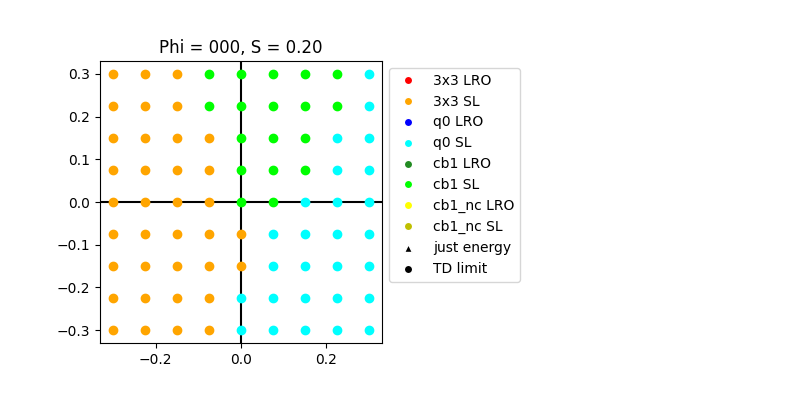 Phi = 000, S = 0.20
0.3
0.2
0.1
0.0
−0.1
−0.2
−0.3
−0.2
0.0
0.2
3x3 LRO
3x3 SL
q0 LRO
q0 SL
cb1 LRO
cb1 SL
cb1_nc LRO
cb1_nc SL
just energy
TD limit